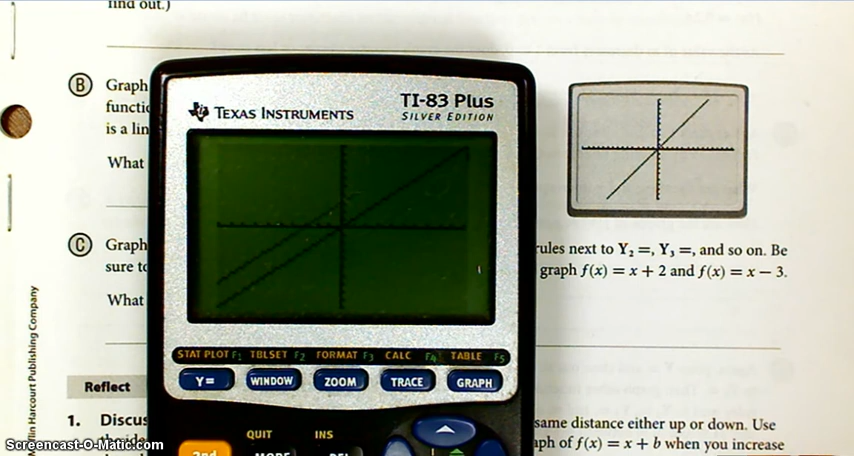 find out.)
B Graph
functio
is a lin
What
TEXAS INSTRUMENTS
TI-83 Plus
SILVER EDITION
C Graph
sure to
What
rules next to Y₂ =, Y₃ =, and so on. Be
graph f(x) = x + 2 and f(x) = x − 3.
STAT PLOT F1 TBLSET F2 FORMAT F3 CALC F4 TABLE F5
Y= WINDOW ZOOM TRACE GRAPH
Reflect
1. Discus
same distance either up or down. Use
aph of f(x) = x + b when you increase
QUIT INS
2nd MODE DEL
Screencast-O-Matic.com
in Harcourt Publishing Company